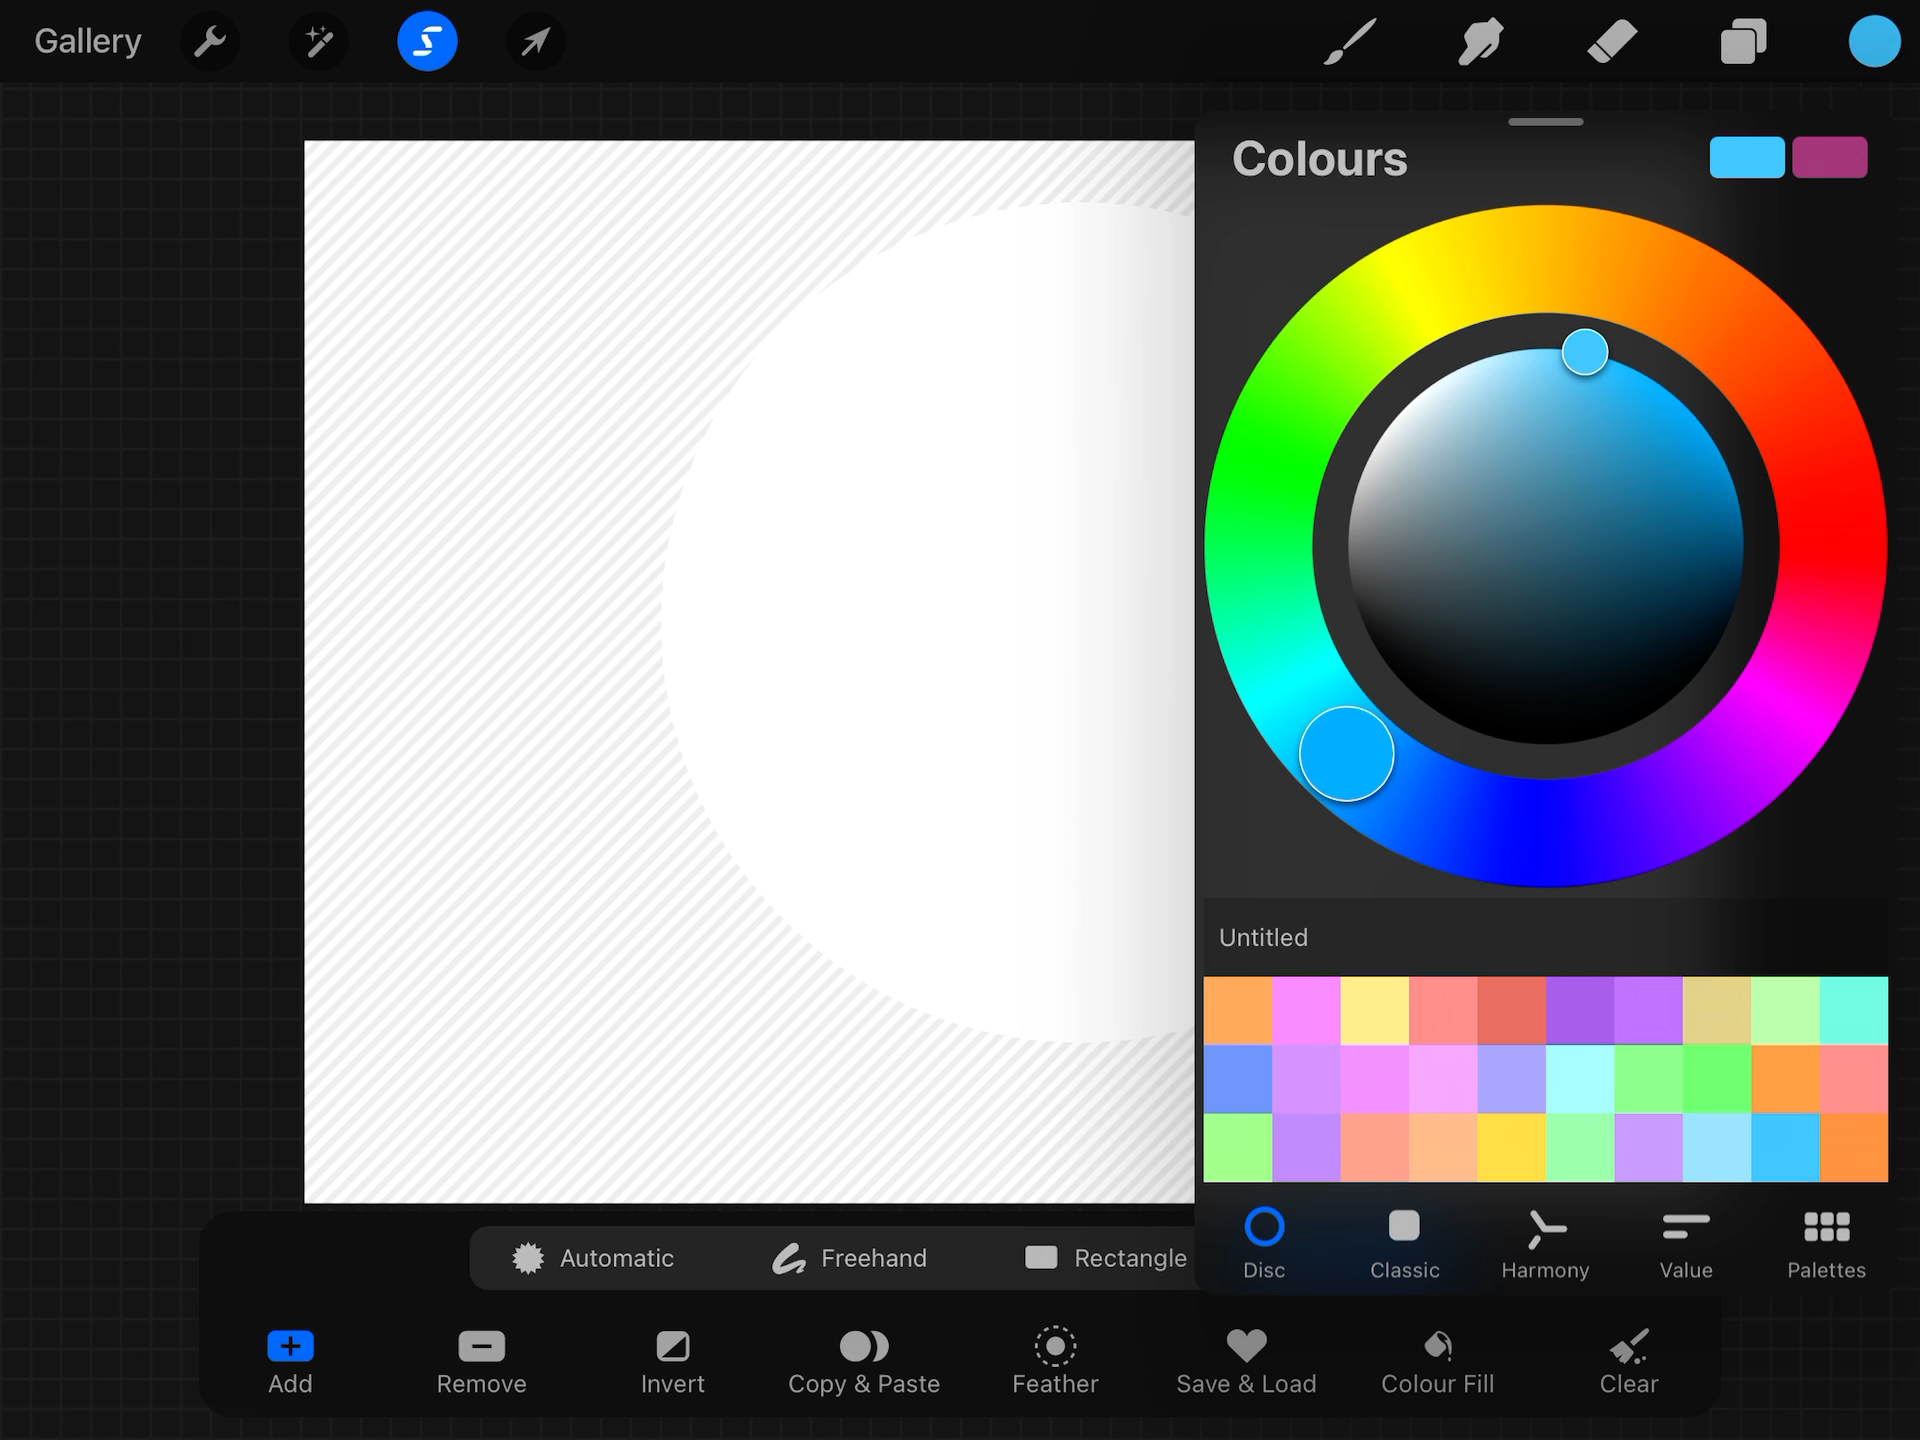 Gallery
Colours
Untitled
Disc Classic Harmony Value Palettes
Automatic Freehand Rectangle
Add Remove Invert Copy & Paste Feather Save & Load Colour Fill Clear